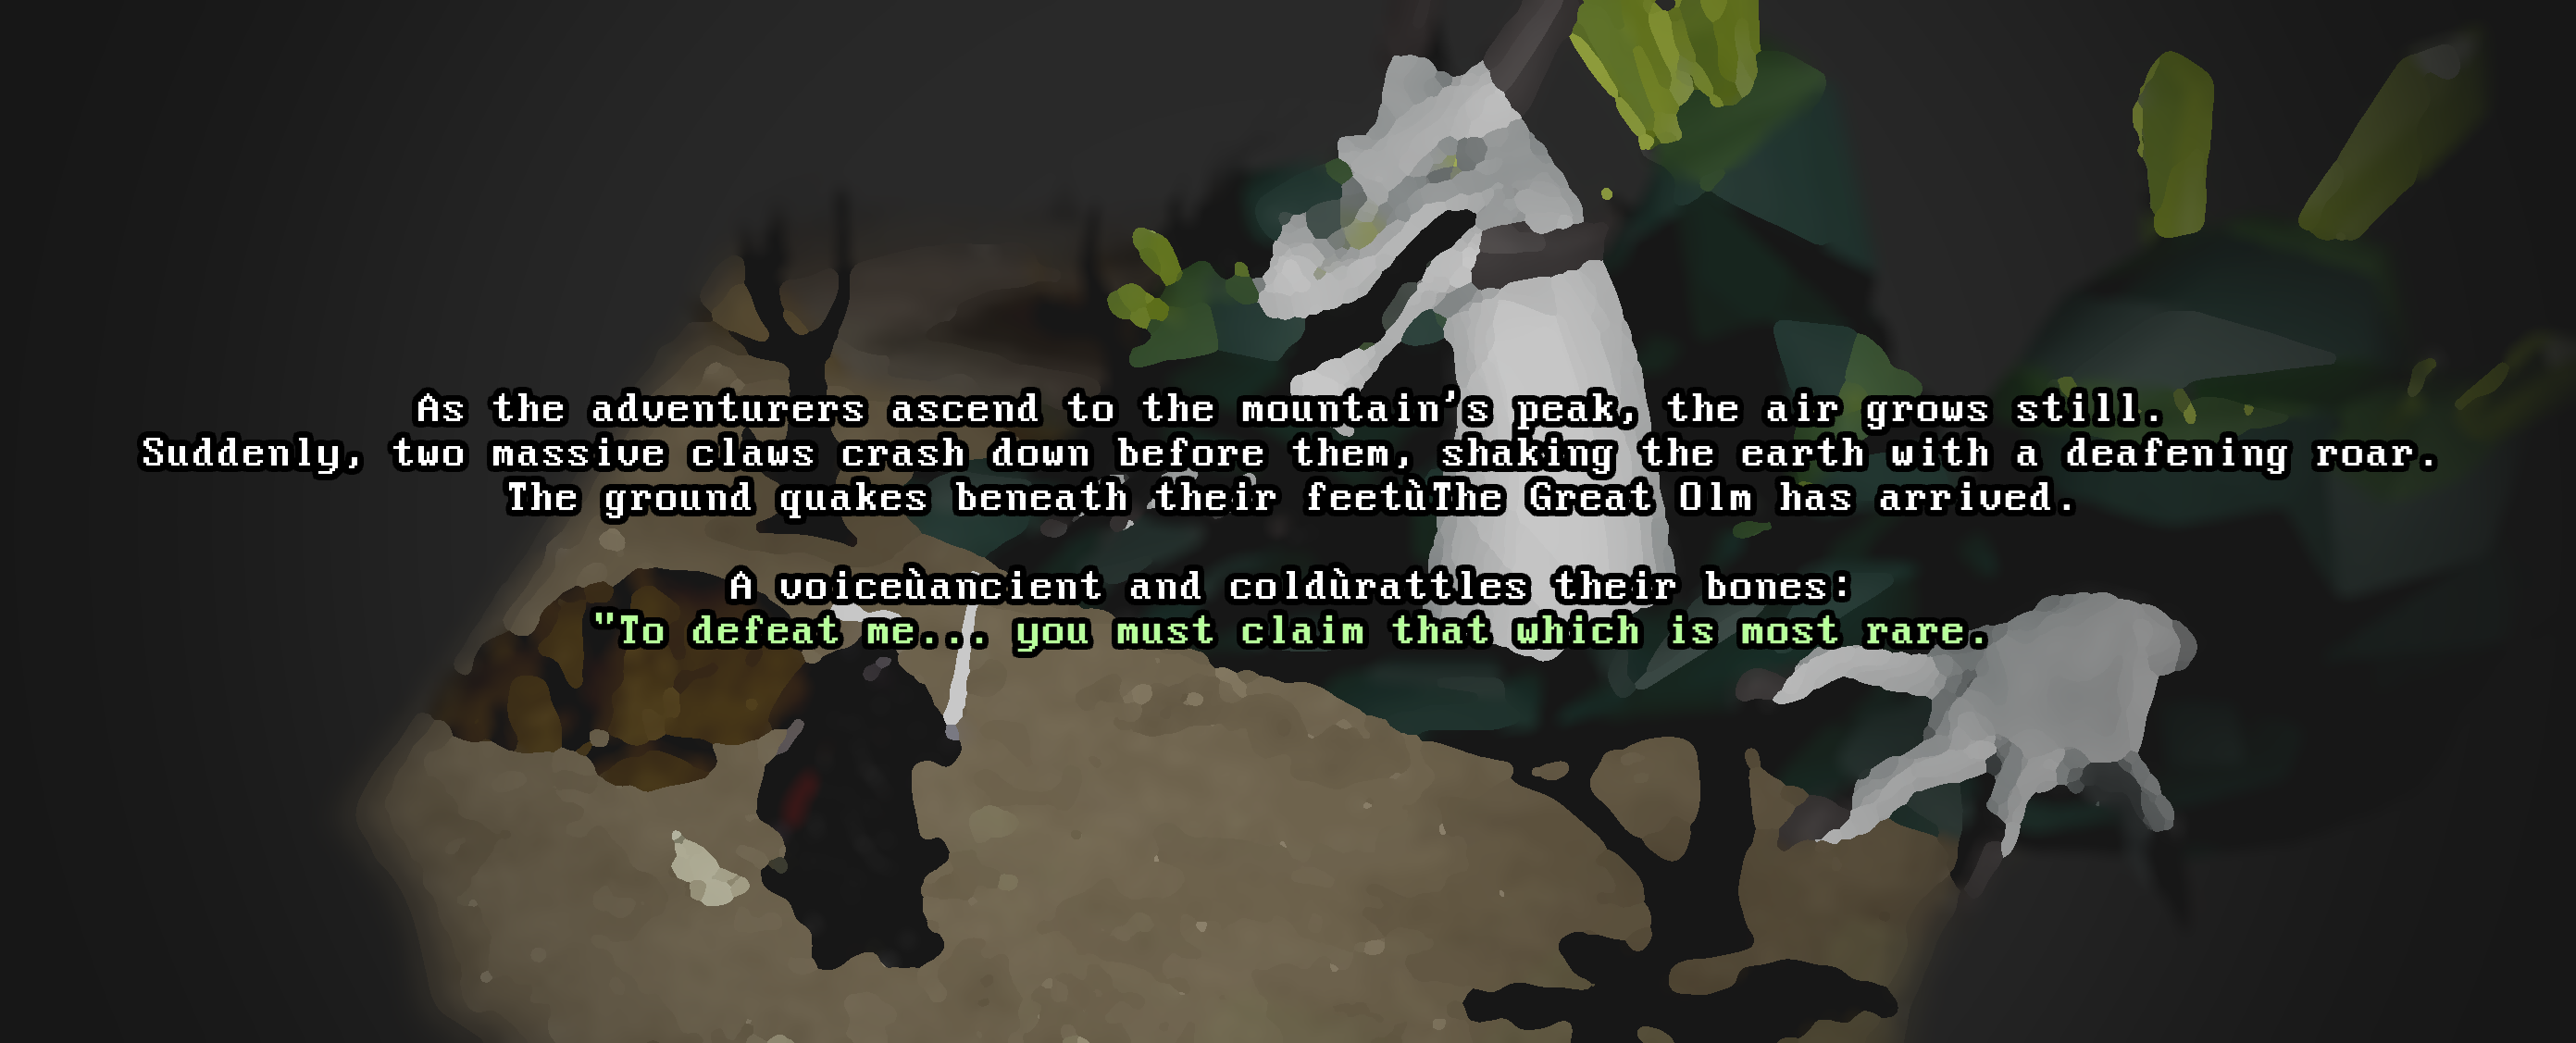 As the adventurers ascend to the mountain's peak, the air grows still.
Suddenly, two massive claws crash down before them, shaking the earth with a deafening roar.
The ground quakes beneath their feetùThe Great Olm has arrived.
A voiceùancient and coldùrattles their bones:
"To defeat me... you must claim that which is most rare.